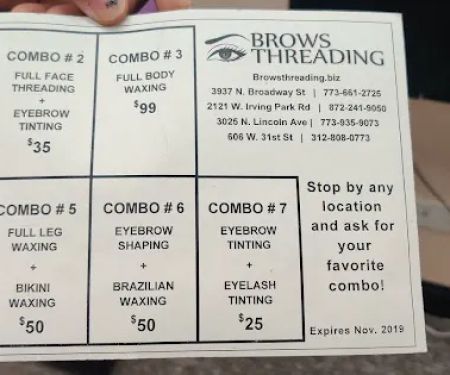 COMBO # 2
FULL FACE
THREADING
+
EYEBROW
TINTING
$35
COMBO # 3
FULL BODY
WAXING
$99
BROWS
THREADING
Browsthreading.biz
3937 N. Broadway St | 773-661-2725
2121 W. Irving Park Rd | 872-241-9050
3025 N. Lincoln Ave | 773-935-9073
606 W. 31st St | 312-808-0773
COMBO # 5
FULL LEG
WAXING
+
BIKINI
WAXING
$50
COMBO # 6
EYEBROW
SHAPING
+
BRAZILIAN
WAXING
$50
COMBO # 7
EYEBROW
TINTING
+
EYELASH
TINTING
$25
Stop by any
location
and ask for
your
favorite
combo!
Expires Nov. 2019